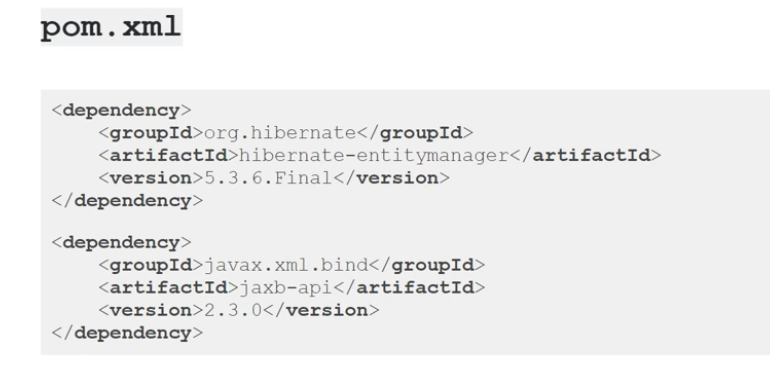 pom.xml
<dependency>
<groupId>org.hibernate</groupId>
<artifactId>hibernate-entitymanager</artifactId>
<version>5.3.6.Final</version>
</dependency>
<dependency>
<groupId>javax.xml.bind</groupId>
<artifactId>jaxb-api</artifactId>
<version>2.3.0</version>
</dependency>